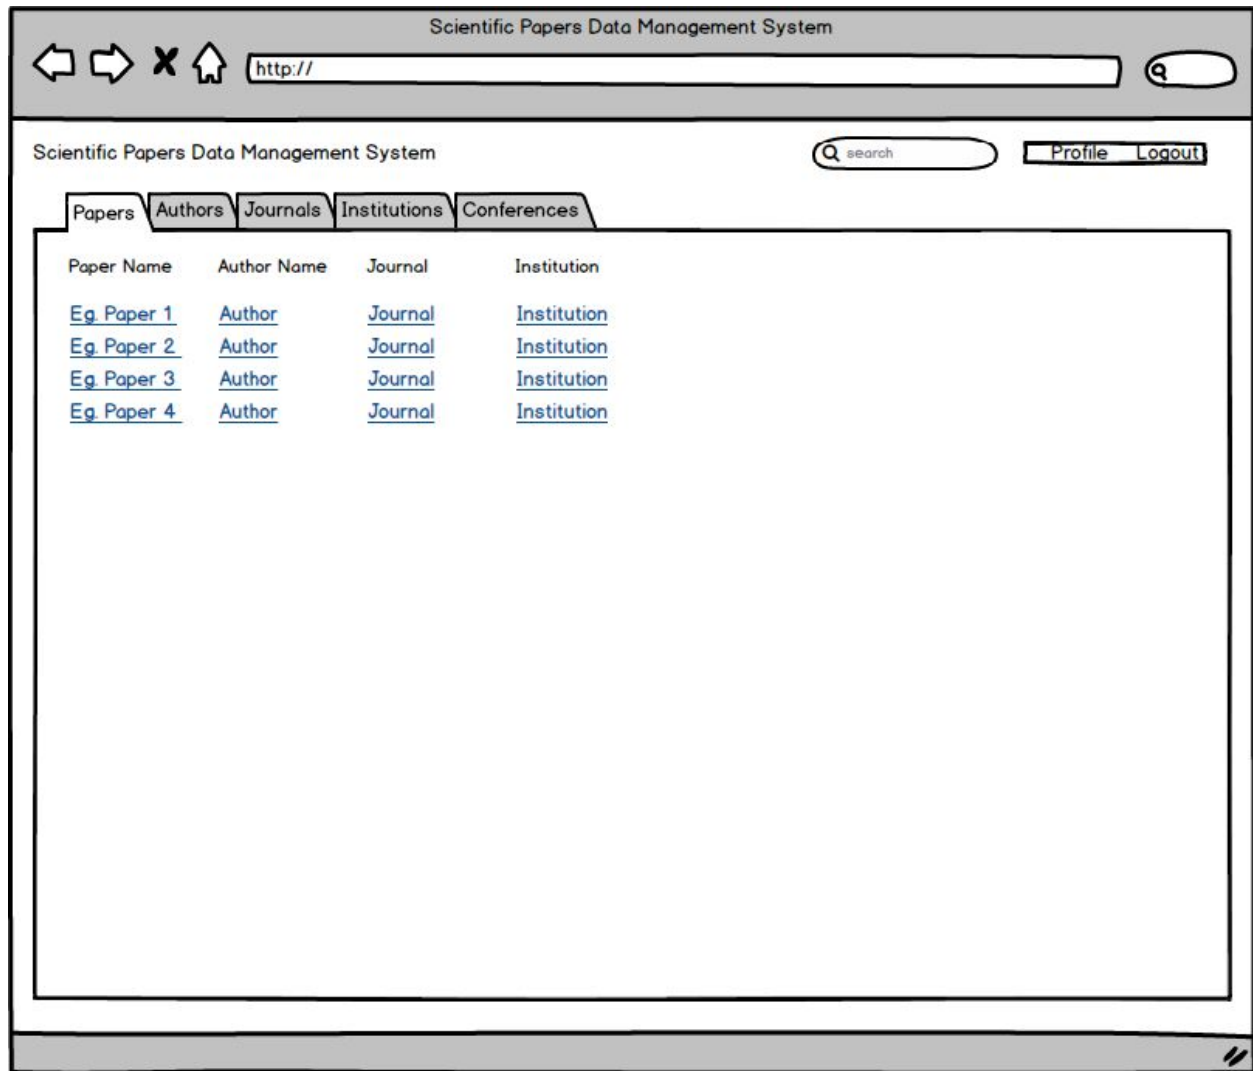 Scientific Papers Data Management System
http://
Scientific Papers Data Management System
search
Profile Logout
Papers Authors Journals Institutions Conferences
Paper Name Author Name Journal Institution
Eg. Paper 1 Author Journal Institution
Eg. Paper 2 Author Journal Institution
Eg. Paper 3 Author Journal Institution
Eg. Paper 4 Author Journal Institution